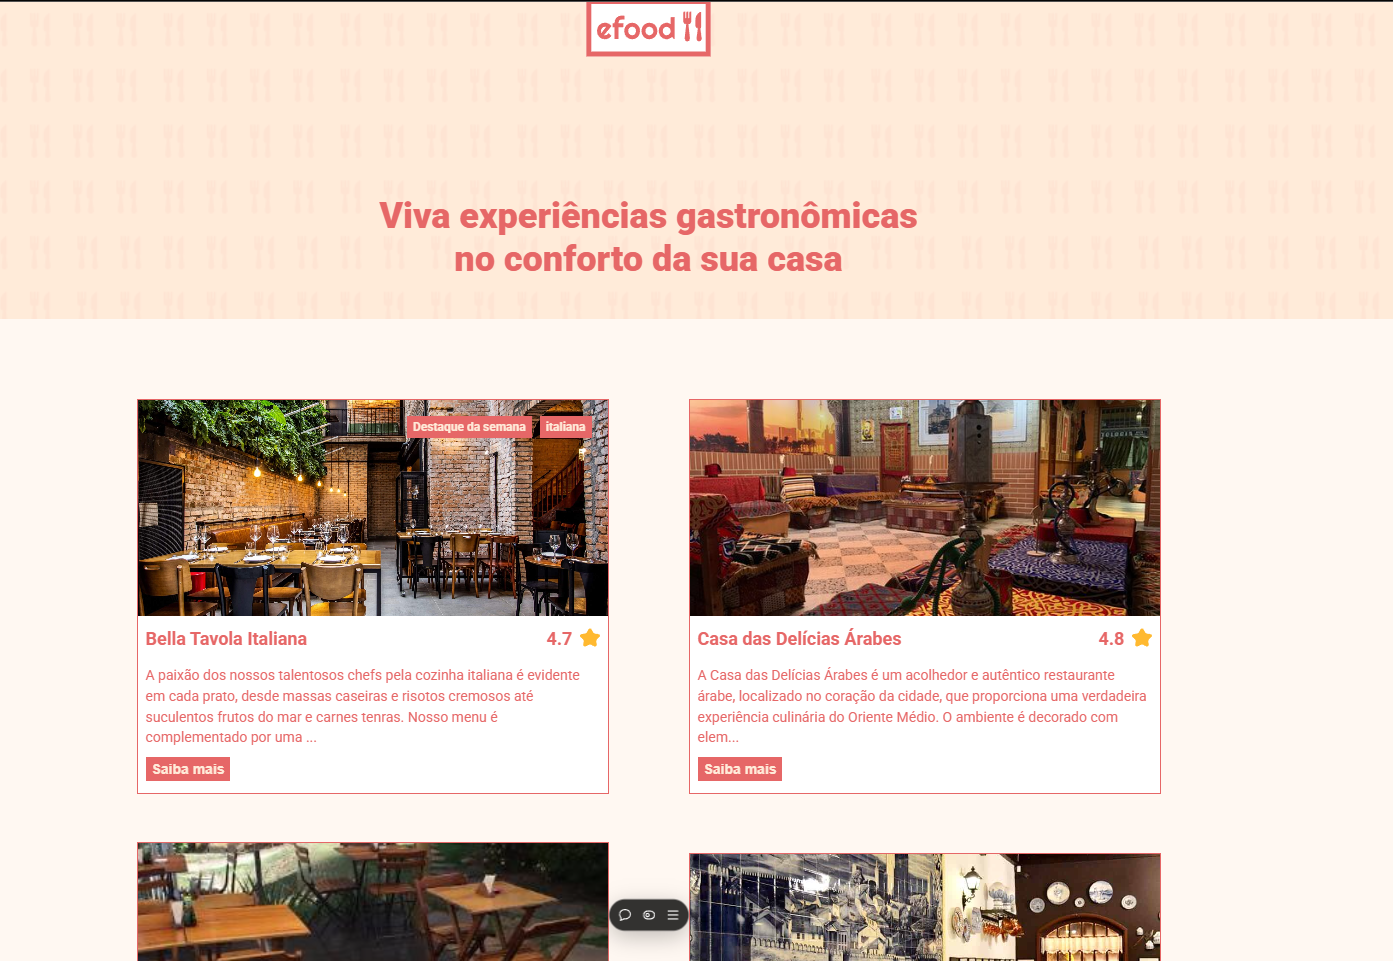 efood
Viva experiências gastronômicas
no conforto da sua casa
Destaque da semana
italiana
Bella Tavola Italiana
4.7
A paixão dos nossos talentosos chefs pela cozinha italiana é evidente
em cada prato, desde massas caseiras e risotos cremosos até
suculentos frutos do mar e carnes tenras. Nosso menu é
complementado por uma ...
Saiba mais
Casa das Delícias Árabes
4.8
A Casa das Delícias Árabes é um acolhedor e autêntico restaurante
árabe, localizado no coração da cidade, que proporciona uma verdadeira
experiência culinária do Oriente Médio. O ambiente é decorado com
elem...
Saiba mais